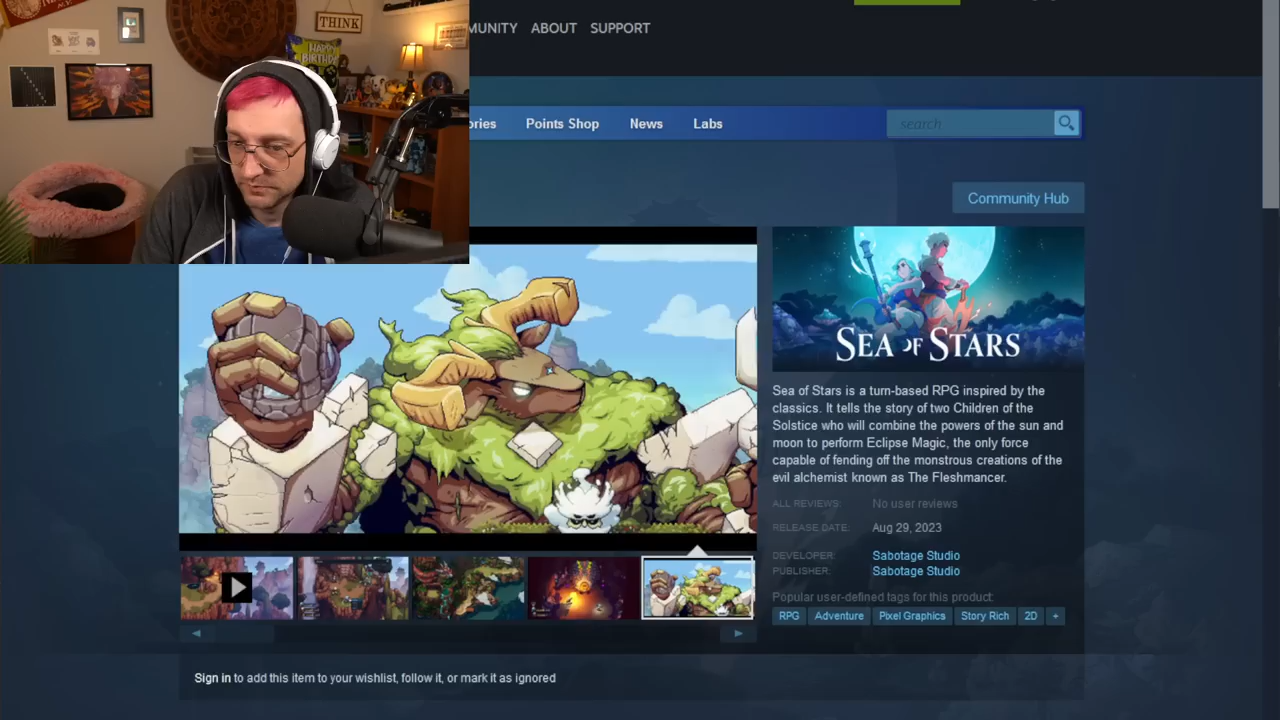 THINK
HAPPY
BIRTHDAY
MUNITY ABOUT SUPPORT
ories Points Shop News Labs
search
Community Hub
SEA OF STARS
Sea of Stars is a turn-based RPG inspired by the
classics. It tells the story of two Children of the
Solstice who will combine the powers of the sun and
moon to perform Eclipse Magic, the only force
capable of fending off the monstrous creations of the
evil alchemist known as The Fleshmancer.
ALL REVIEWS: No user reviews
RELEASE DATE: Aug 29, 2023
DEVELOPER: Sabotage Studio
PUBLISHER: Sabotage Studio
Popular user-defined tags for this product:
RPG Adventure Pixel Graphics Story Rich 2D +
Sign in to add this item to your wishlist, follow it, or mark it as ignored